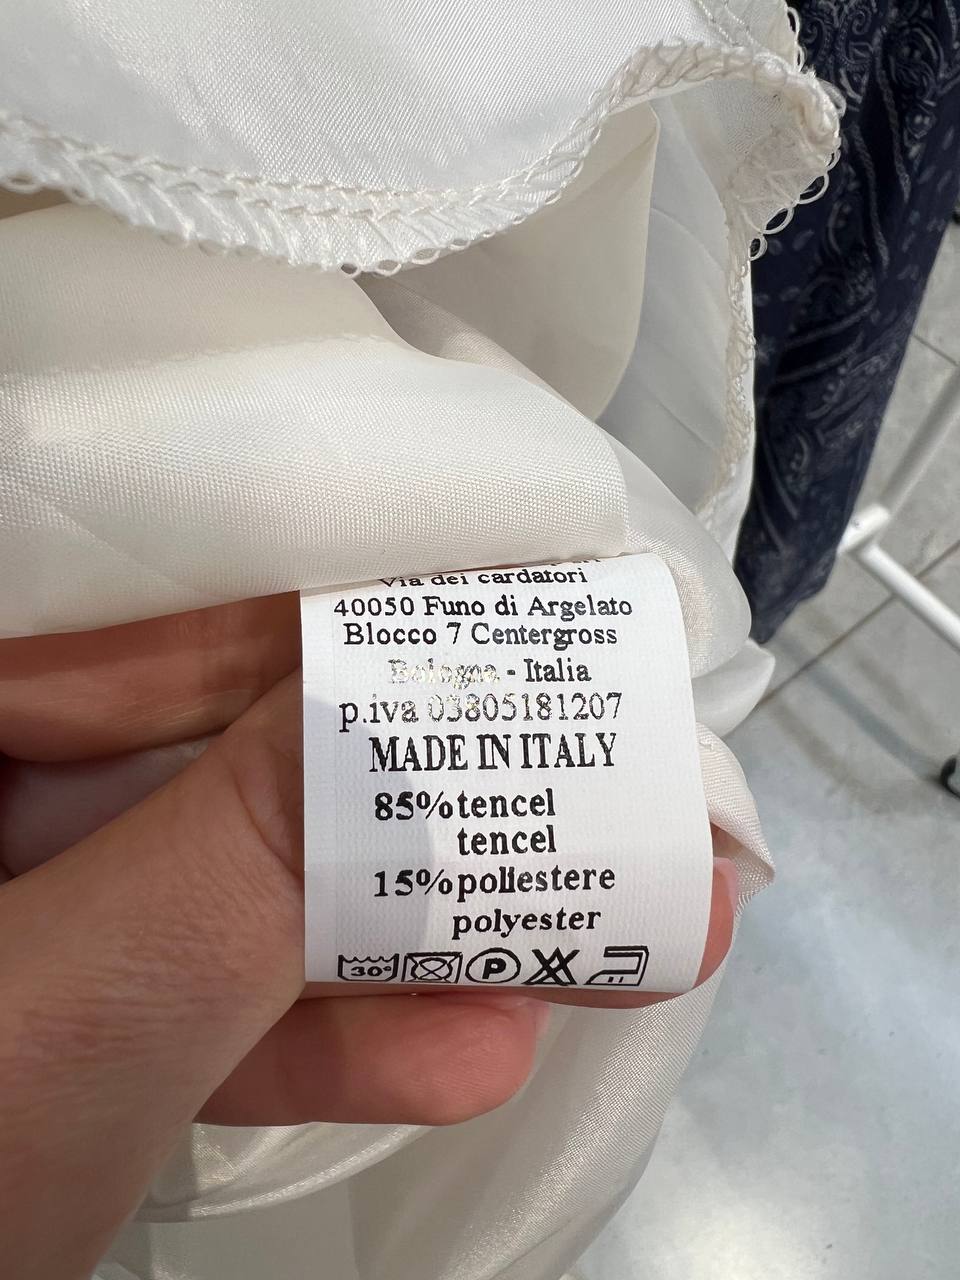 Via dei cardatori
40050 Funo di Argelato
Blocco 7 Centergross
Bologna - Italia
p.iva 03805181207
MADE IN ITALY
85% tencel
tencel
15% poliestere
polyester
30° P